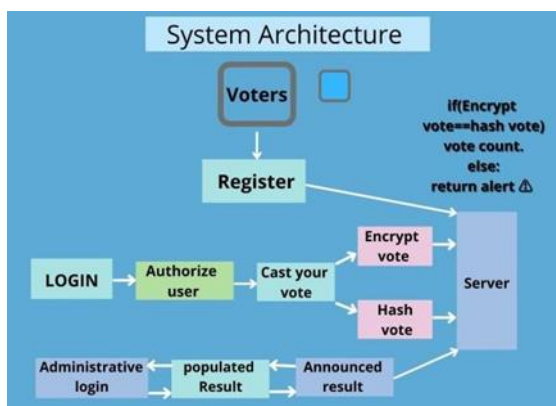 System Architecture
Voters
if(Encrypt
vote==hash vote)
vote count.
else:
return alert ⚠
Register
Encrypt
vote
LOGIN
Authorize
user
Cast your
vote
Server
Hash
vote
Administrative
login
populated
Result
Announced
result